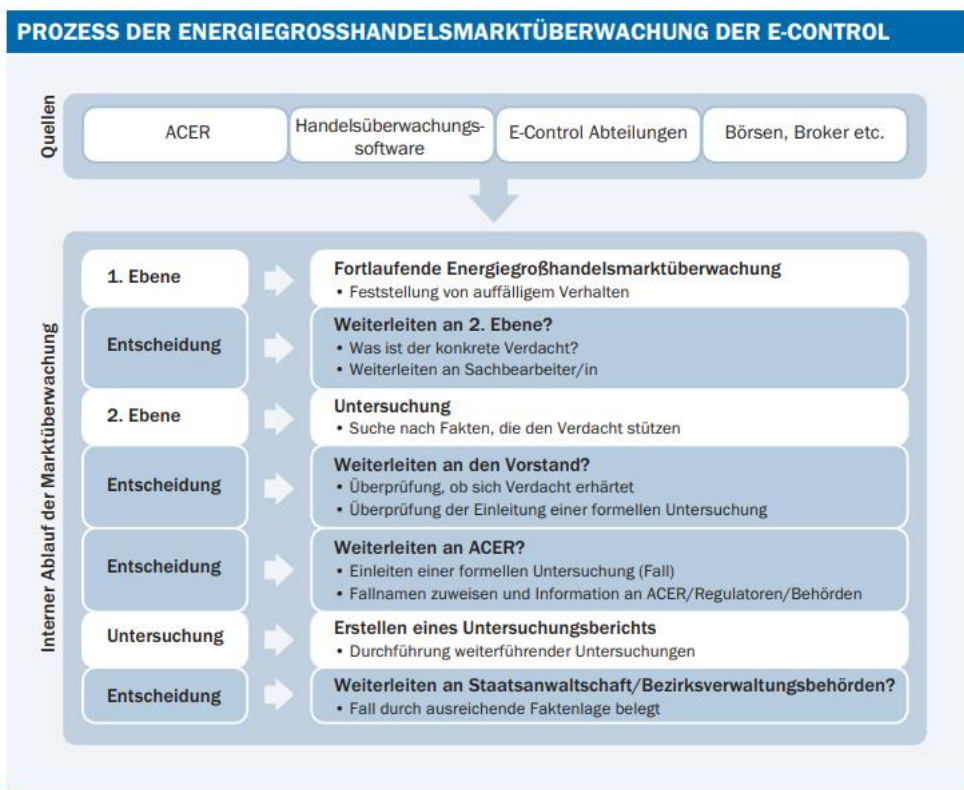 PROZESS DER ENERGIEGROSSHANDELSMARKTÜBERWACHUNG DER E-CONTROL
Quellen
ACER
Handelsüberwachungs-
software
E-Control Abteilungen
Börsen, Broker etc.
Interner Ablauf der Marktüberwachung
1. Ebene
Fortlaufende Energiegroßhandelsmarktüberwachung
• Feststellung von auffälligem Verhalten
Entscheidung
Weiterleiten an 2. Ebene?
• Was ist der konkrete Verdacht?
• Weiterleiten an Sachbearbeiter/in
2. Ebene
Untersuchung
• Suche nach Fakten, die den Verdacht stützen
Entscheidung
Weiterleiten an den Vorstand?
• Überprüfung, ob sich Verdacht erhärtet
• Überprüfung der Einleitung einer formellen Untersuchung
Entscheidung
Weiterleiten an ACER?
• Einleiten einer formellen Untersuchung (Fall)
• Fallnamen zuweisen und Information an ACER/Regulatoren/Behörden
Untersuchung
Erstellen eines Untersuchungsberichts
• Durchführung weiterführender Untersuchungen
Entscheidung
Weiterleiten an Staatsanwaltschaft/Bezirksverwaltungsbehörden?
• Fall durch ausreichende Faktenlage belegt